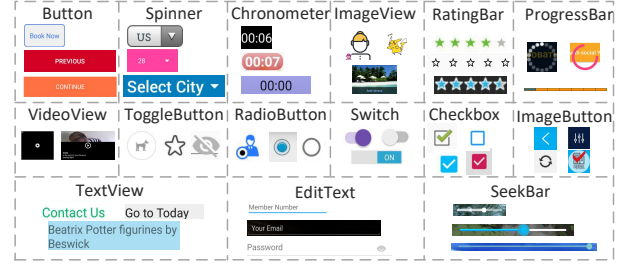 Button
Spinner
Chronometer
ImageView
RatingBar
ProgressBar
Book Now
PREVIOUS
CONTINUE
US
28
Select City
00:06
00:07
00:00
OBAT
social
VideoView
ToggleButton
RadioButton
Switch
Checkbox
ImageButton
ON
TextView
EditText
SeekBar
Contact Us
Go to Today
Beatrix Potter figurines by
Beswick
Member Number
Your Email
Password